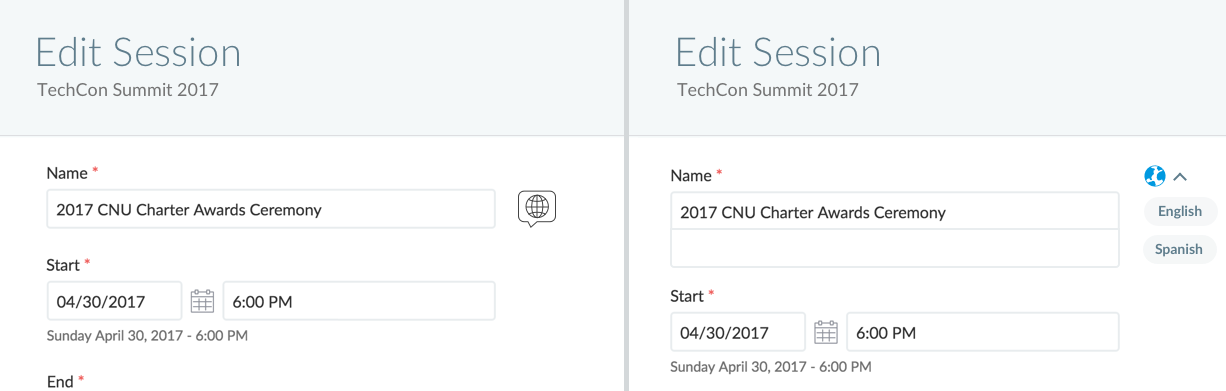 Edit Session
TechCon Summit 2017
Name *
2017 CNU Charter Awards Ceremony
Start *
04/30/2017 6:00 PM
Sunday April 30, 2017 - 6:00 PM
End *
Edit Session
TechCon Summit 2017
Name *
2017 CNU Charter Awards Ceremony
English
Spanish
Start *
04/30/2017 6:00 PM
Sunday April 30, 2017 - 6:00 PM